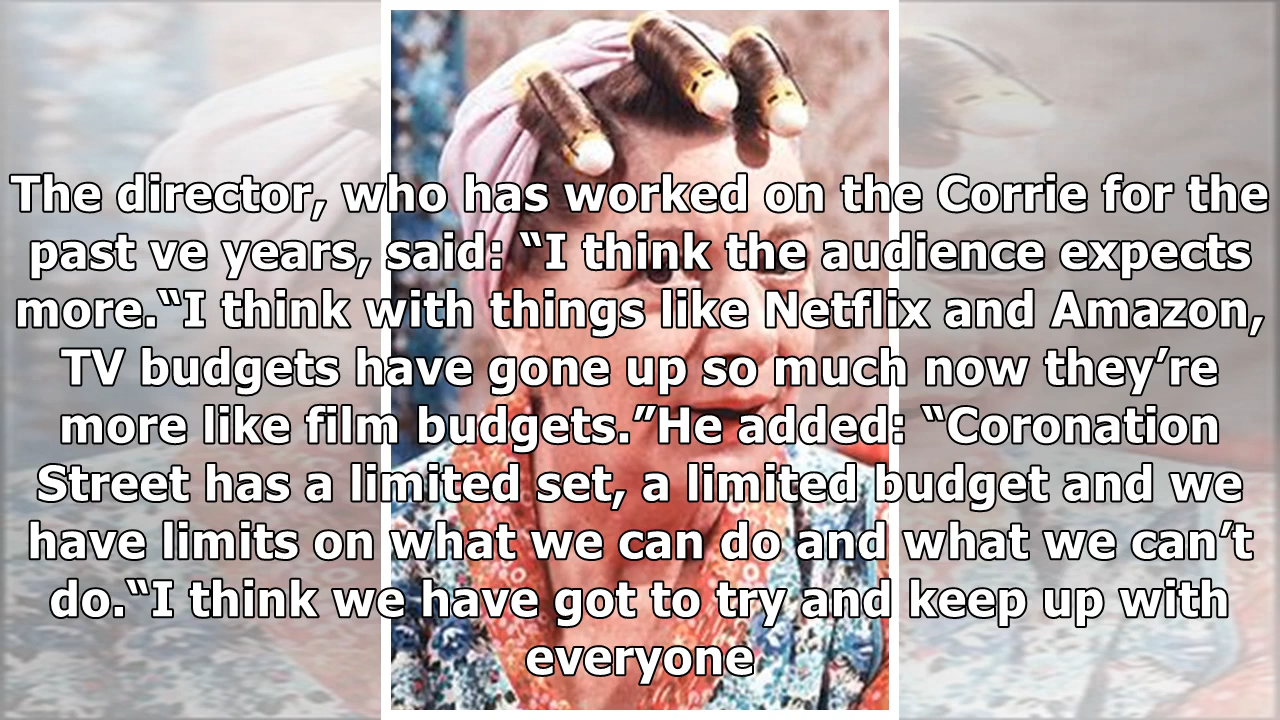 The director, who has worked on the Corrie for the
past ve years, said: “I think the audience expects
more.“I think with things like Netflix and Amazon,
TV budgets have gone up so much now they’re
more like film budgets.”He added: “Coronation
Street has a limited set, a limited budget and we
have limits on what we can do and what we can’t
do.“I think we have got to try and keep up with
everyone